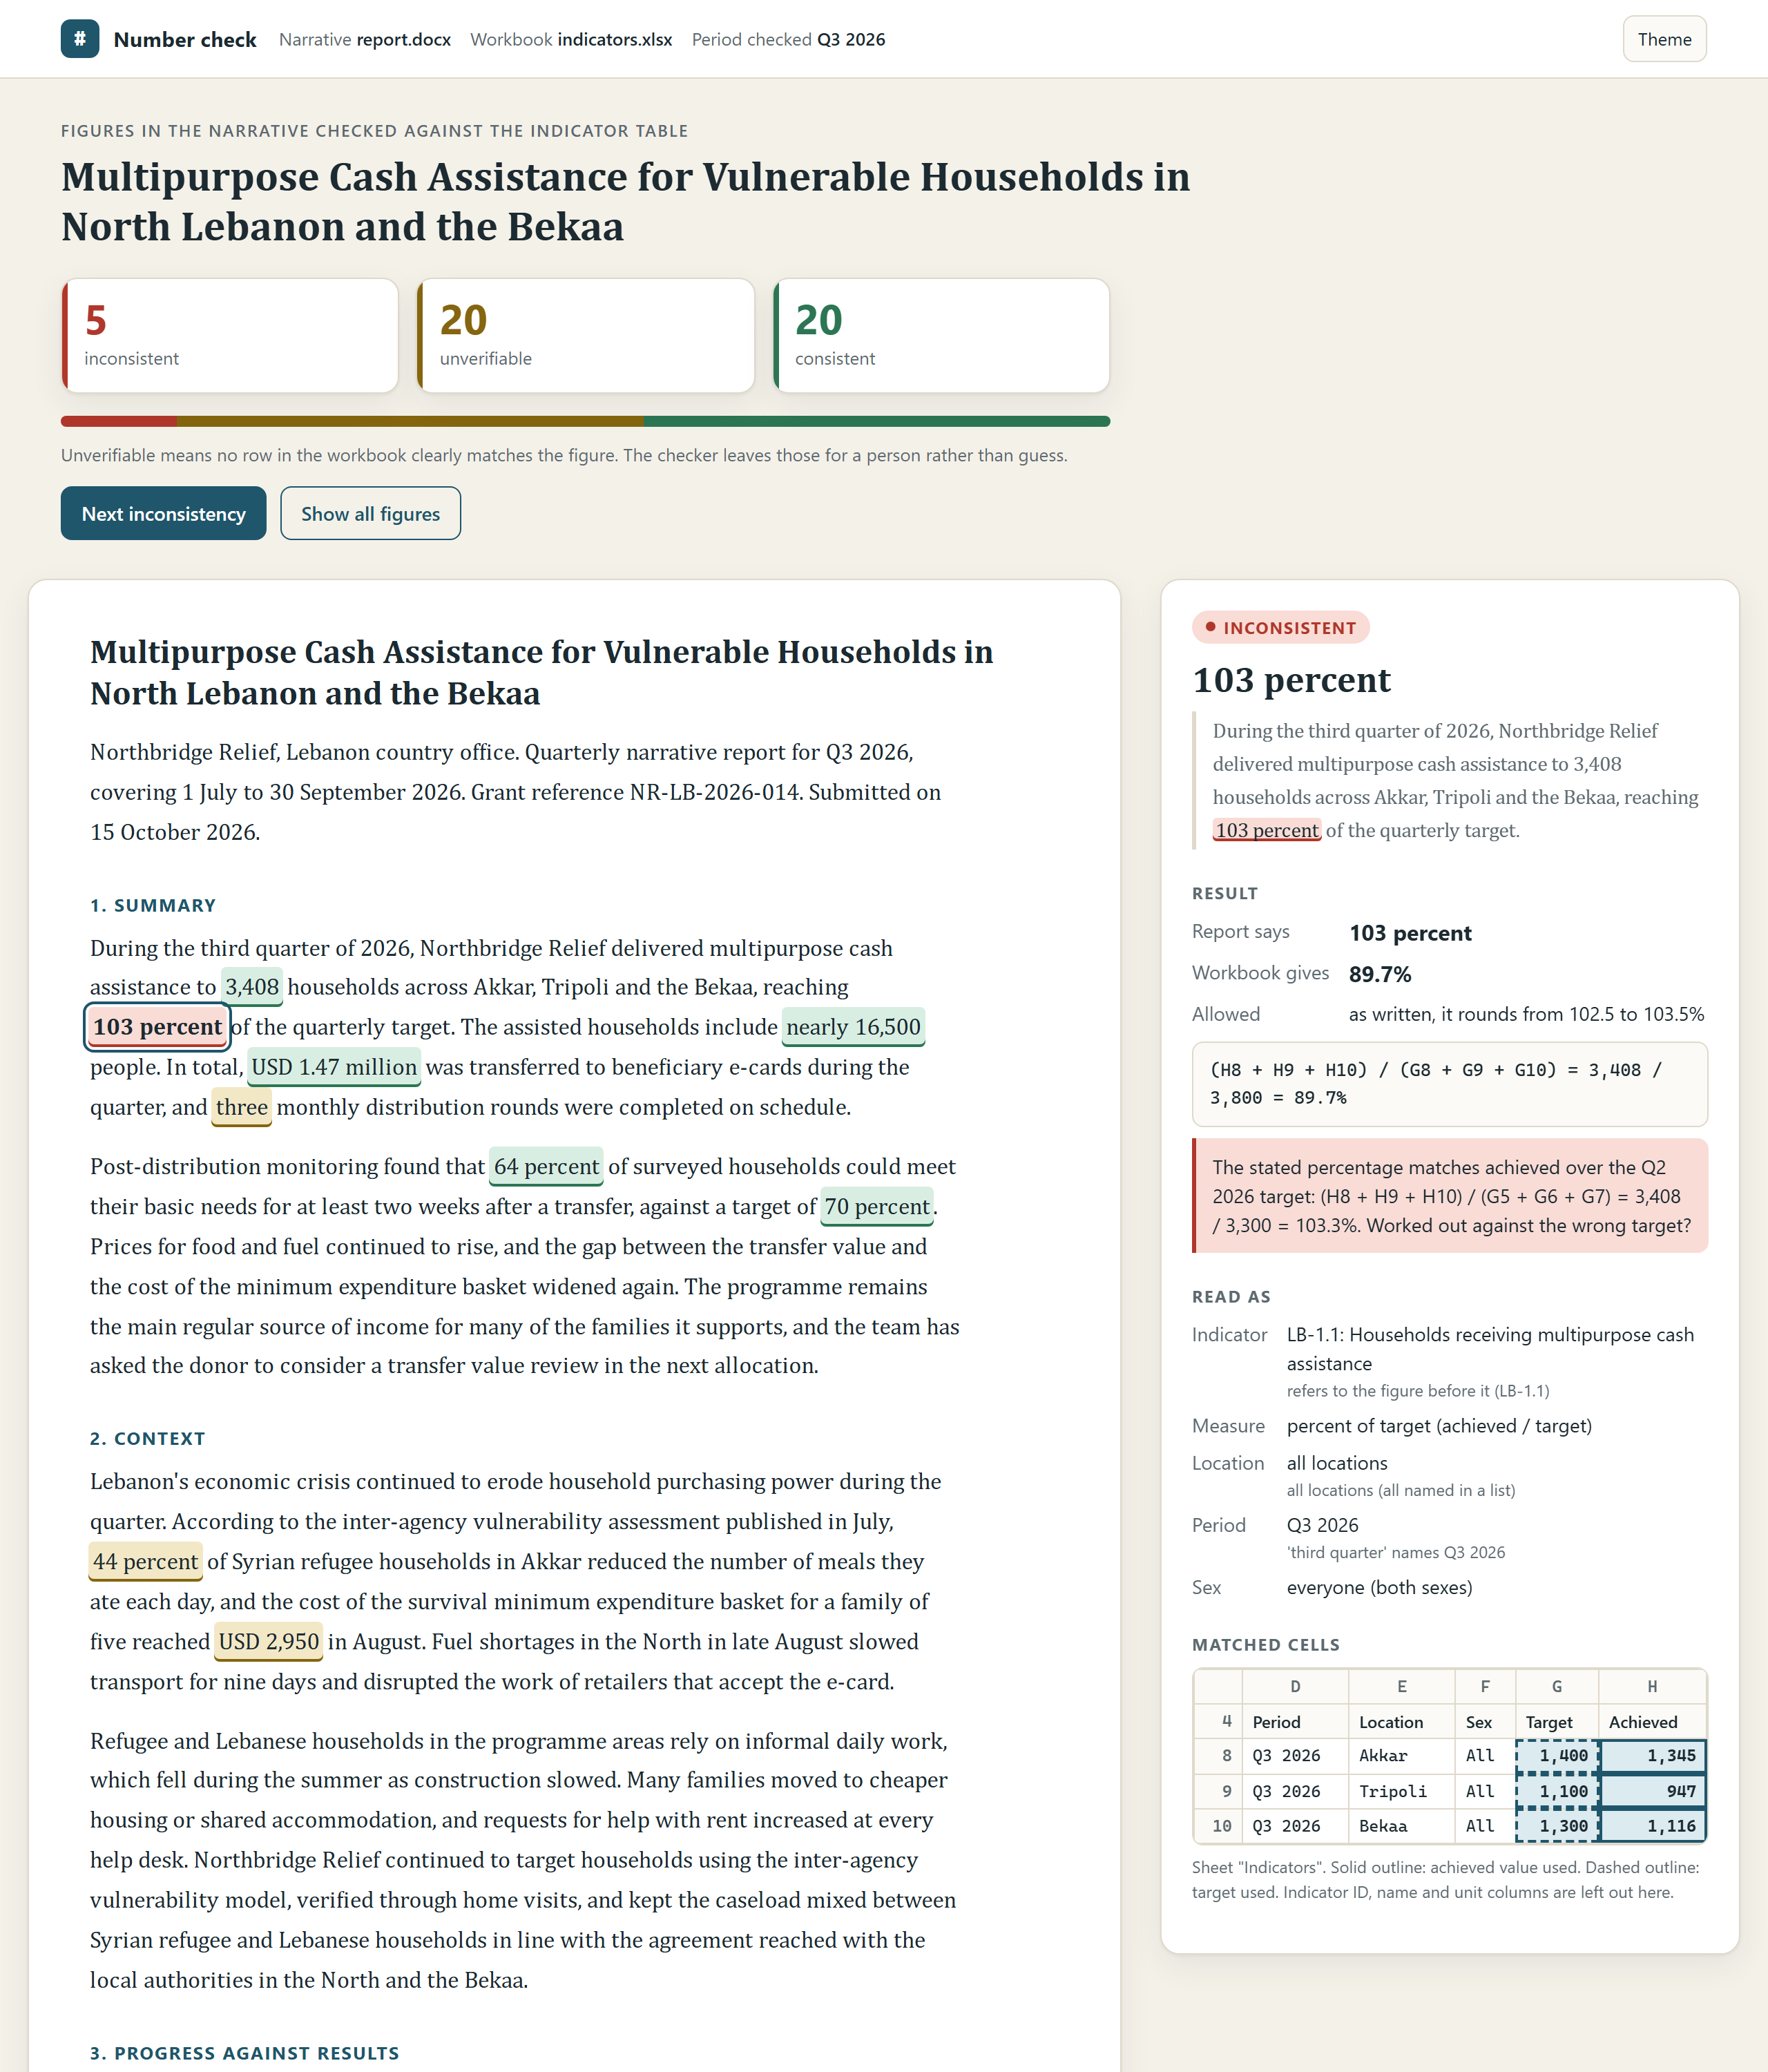 # Number check Narrative report.docx Workbook indicators.xlsx Period checked Q3 2026 Theme
FIGURES IN THE NARRATIVE CHECKED AGAINST THE INDICATOR TABLE
Multipurpose Cash Assistance for Vulnerable Households in
North Lebanon and the Bekaa
5
inconsistent
20
unverifiable
20
consistent
Unverifiable means no row in the workbook clearly matches the figure. The checker leaves those for a person rather than guess.
Next inconsistency
Show all figures
Multipurpose Cash Assistance for Vulnerable Households in
North Lebanon and the Bekaa
Northbridge Relief, Lebanon country office. Quarterly narrative report for Q3 2026,
covering 1 July to 30 September 2026. Grant reference NR-LB-2026-014. Submitted on
15 October 2026.
1. SUMMARY
During the third quarter of 2026, Northbridge Relief delivered multipurpose cash
assistance to 3,408 households across Akkar, Tripoli and the Bekaa, reaching
103 percent of the quarterly target. The assisted households include nearly 16,500
people. In total, USD 1.47 million was transferred to beneficiary e-cards during the
quarter, and three monthly distribution rounds were completed on schedule.
Post-distribution monitoring found that 64 percent of surveyed households could meet
their basic needs for at least two weeks after a transfer, against a target of 70 percent.
Prices for food and fuel continued to rise, and the gap between the transfer value and
the cost of the minimum expenditure basket widened again. The programme remains
the main regular source of income for many of the families it supports, and the team has
asked the donor to consider a transfer value review in the next allocation.
2. CONTEXT
Lebanon's economic crisis continued to erode household purchasing power during the
quarter. According to the inter-agency vulnerability assessment published in July,
44 percent of Syrian refugee households in Akkar reduced the number of meals they
ate each day, and the cost of the survival minimum expenditure basket for a family of
five reached USD 2,950 in August. Fuel shortages in the North in late August slowed
transport for nine days and disrupted the work of retailers that accept the e-card.
Refugee and Lebanese households in the programme areas rely on informal daily work,
which fell during the summer as construction slowed. Many families moved to cheaper
housing or shared accommodation, and requests for help with rent increased at every
help desk. Northbridge Relief continued to target households using the inter-agency
vulnerability model, verified through home visits, and kept the caseload mixed between
Syrian refugee and Lebanese households in line with the agreement reached with the
local authorities in the North and the Bekaa.
3. PROGRESS AGAINST RESULTS
INCONSISTENT
103 percent
During the third quarter of 2026, Northbridge Relief
delivered multipurpose cash assistance to 3,408
households across Akkar, Tripoli and the Bekaa, reaching
103 percent of the quarterly target.
RESULT
Report says 103 percent
Workbook gives 89.7%
Allowed as written, it rounds from 102.5 to 103.5%
(H8 + H9 + H10) / (G8 + G9 + G10) = 3,408 /
3,800 = 89.7%
The stated percentage matches achieved over the Q2
2026 target: (H8 + H9 + H10) / (G5 + G6 + G7) = 3,408
/ 3,300 = 103.3%. Worked out against the wrong target?
READ AS
Indicator LB-1.1: Households receiving multipurpose cash
assistance
refers to the figure before it (LB-1.1)
Measure percent of target (achieved / target)
Location all locations
all locations (all named in a list)
Period Q3 2026
'third quarter' names Q3 2026
Sex everyone (both sexes)
MATCHED CELLS
D E F G H
4 Period Location Sex Target Achieved
8 Q3 2026 Akkar All 1,400 1,345
9 Q3 2026 Tripoli All 1,100 947
10 Q3 2026 Bekaa All 1,300 1,116
Sheet "Indicators". Solid outline: achieved value used. Dashed outline:
target used. Indicator ID, name and unit columns are left out here.